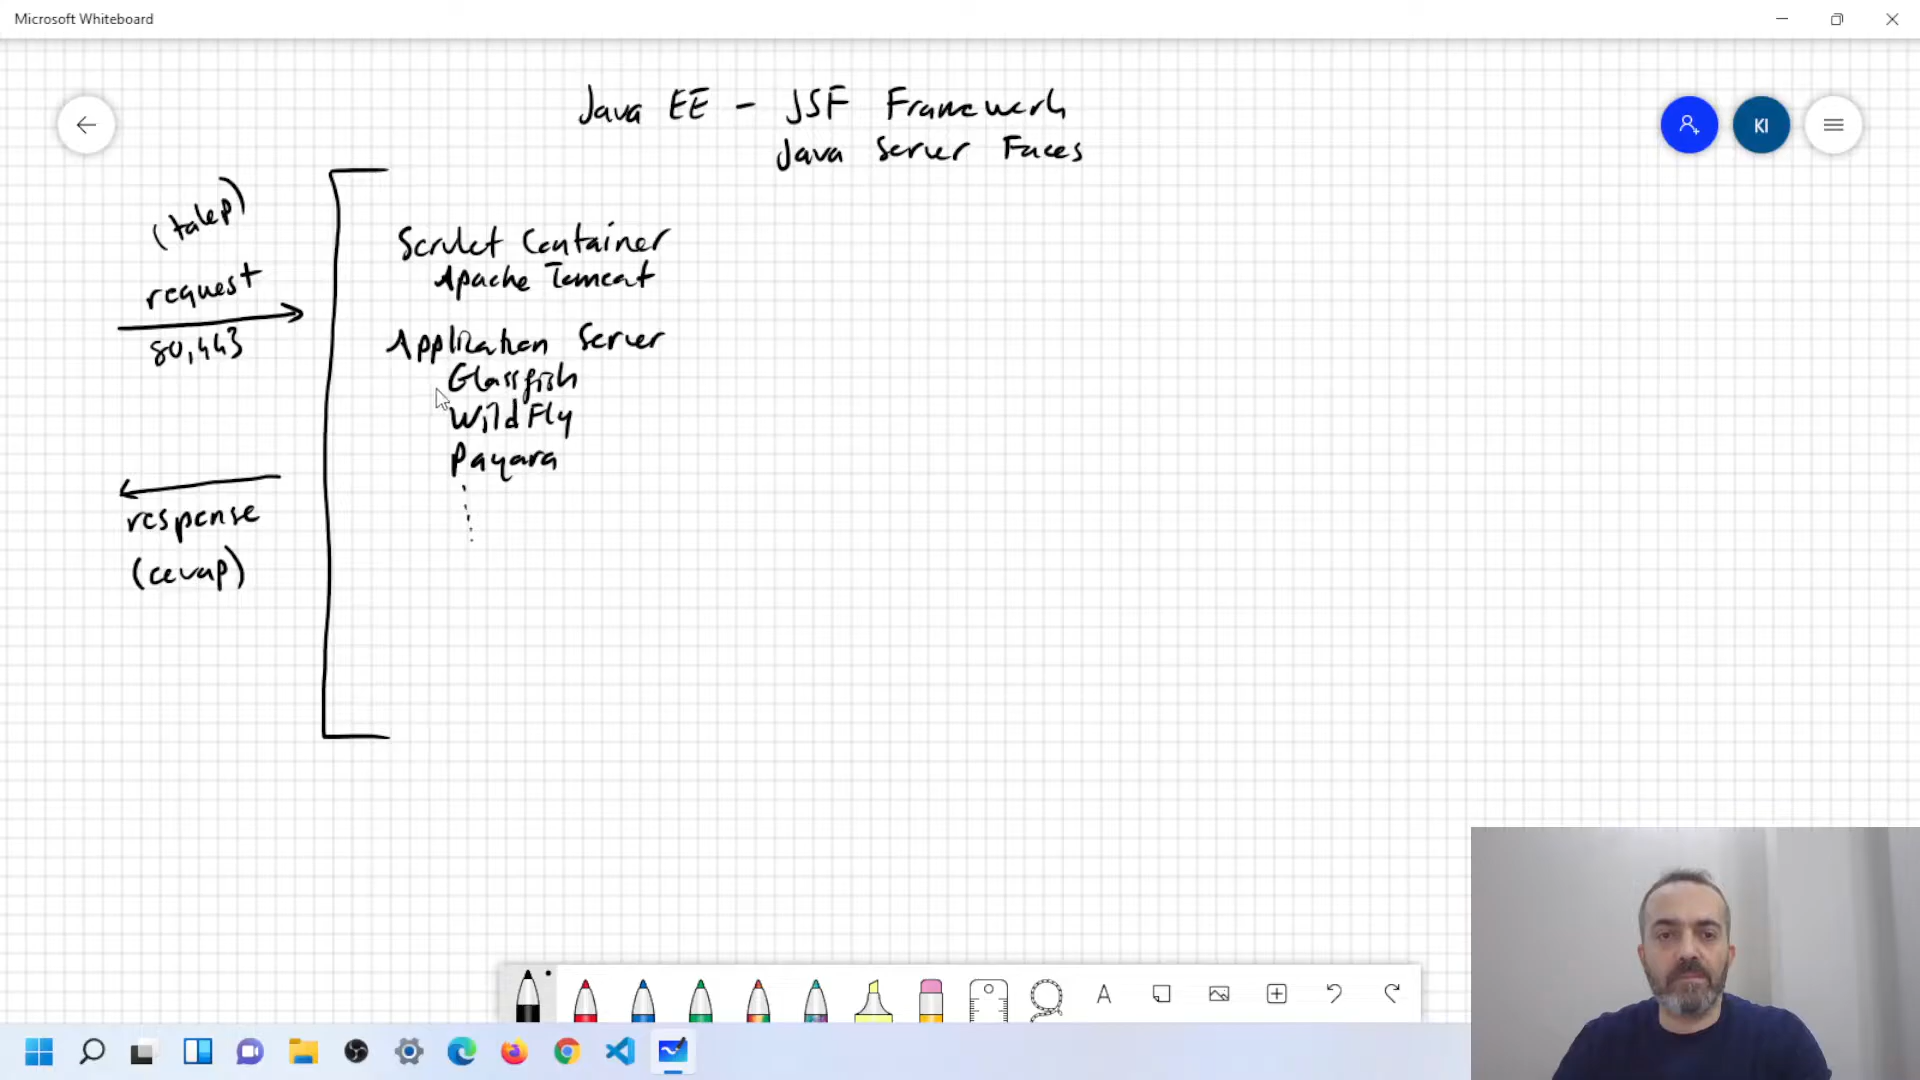 Microsoft Whiteboard
Java EE - JSF Framework
Java Server Faces
KI
(talep)
request
80,443
response
(cevap)
Servlet Container
Apache Tomcat
Application Server
Glassfish
WildFly
Payara
A